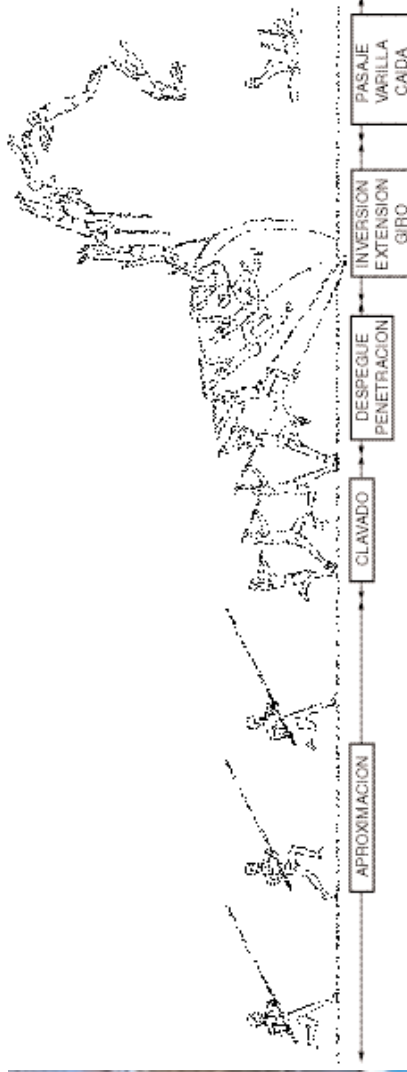 APROXIMACION
CLAVADO
DESPEGUE
PENETRACION
INVERSION
EXTENSION
GIRO
PASAJE
VARILLA
CAIDA